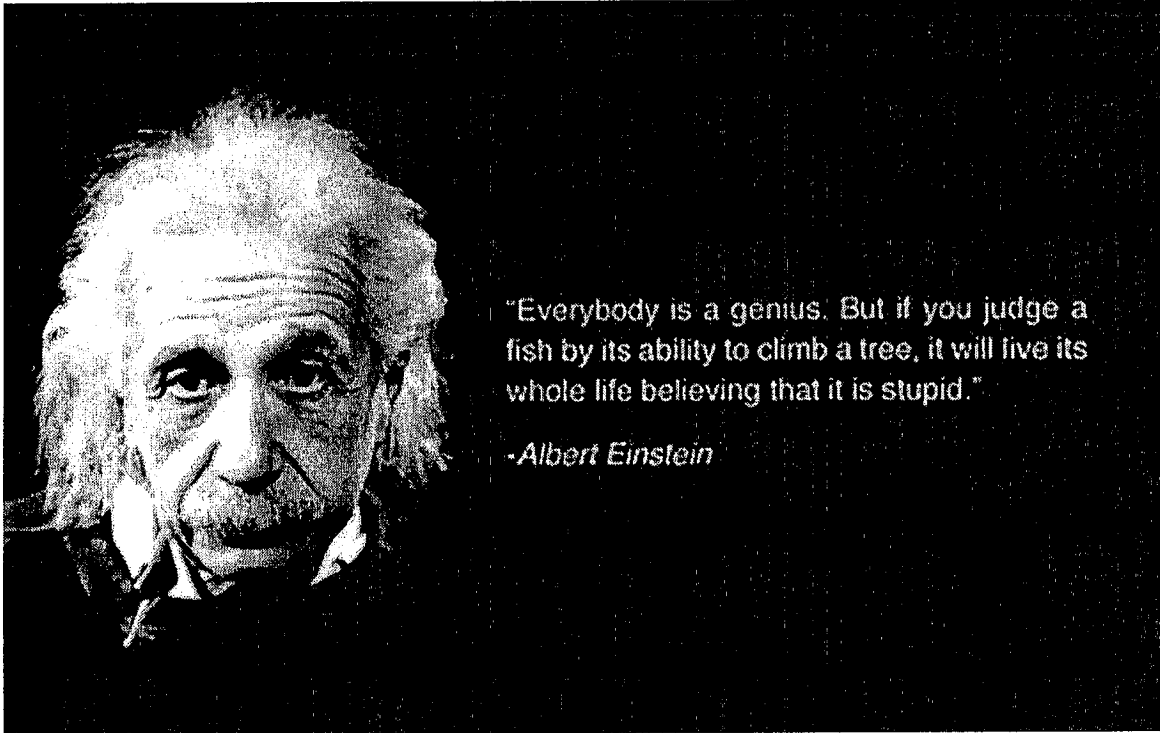 "Everybody is a genius. But if you judge a
fish by its ability to climb a tree, it will live its
whole life believing that it is stupid."
-Albert Einstein